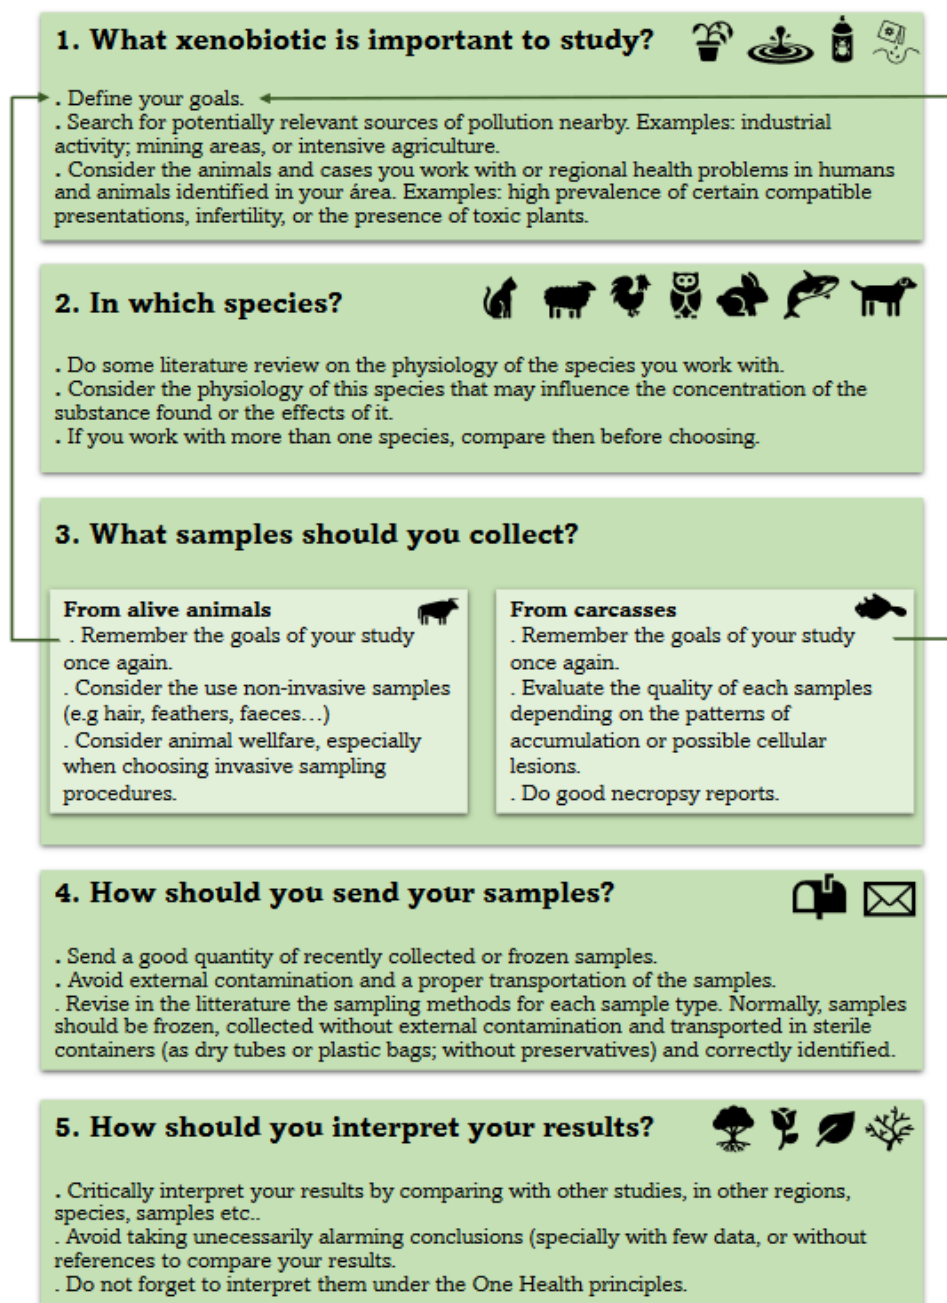 1. What xenobiotic is important to study?
. Define your goals.
. Search for potentially relevant sources of pollution nearby. Examples: industrial
activity; mining areas, or intensive agriculture.
. Consider the animals and cases you work with or regional health problems in humans
and animals identified in your área. Examples: high prevalence of certain compatible
presentations, infertility, or the presence of toxic plants.
2. In which species?
. Do some literature review on the physiology of the species you work with.
. Consider the physiology of this species that may influence the concentration of the
substance found or the effects of it.
. If you work with more than one species, compare then before choosing.
3. What samples should you collect?
From alive animals
. Remember the goals of your study
once again.
. Consider the use non-invasive samples
(e.g hair, feathers, faeces...)
. Consider animal wellfare, especially
when choosing invasive sampling
procedures.
From carcasses
. Remember the goals of your study
once again.
. Evaluate the quality of each samples
depending on the patterns of
accumulation or possible cellular
lesions.
. Do good necropsy reports.
4. How should you send your samples?
. Send a good quantity of recently collected or frozen samples.
. Avoid external contamination and a proper transportation of the samples.
. Revise in the litterature the sampling methods for each sample type. Normally, samples
should be frozen, collected without external contamination and transported in sterile
containers (as dry tubes or plastic bags; without preservatives) and correctly identified.
5. How should you interpret your results?
. Critically interpret your results by comparing with other studies, in other regions,
species, samples etc..
. Avoid taking unecessarily alarming conclusions (specially with few data, or without
references to compare your results.
. Do not forget to interpret them under the One Health principles.